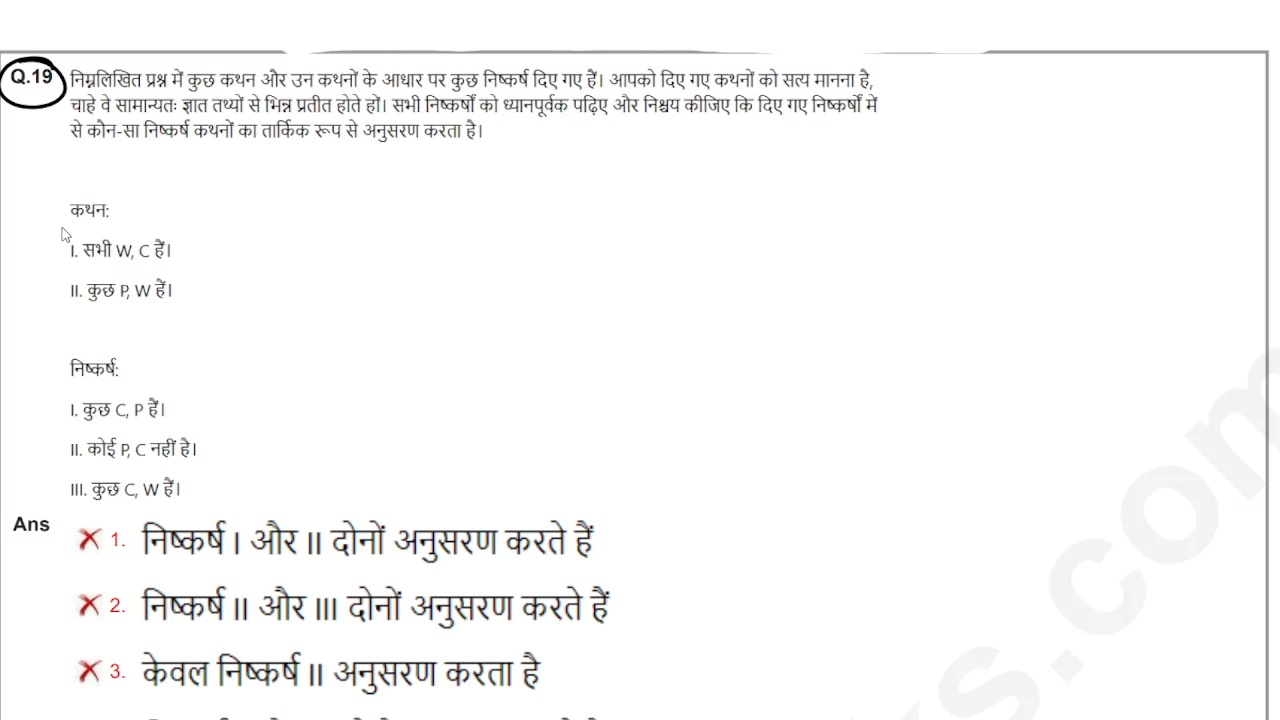 Q.19 निम्नलिखित प्रश्न में कुछ कथन और उन कथनों के आधार पर कुछ निष्कर्ष दिए गए हैं। आपको दिए गए कथनों को सत्य मानना है,
चाहे वे सामान्यतः ज्ञात तथ्यों से भिन्न प्रतीत होते हों। सभी निष्कर्षों को ध्यानपूर्वक पढ़िए और निश्चय कीजिए कि दिए गए निष्कर्षों में
से कौन-सा निष्कर्ष कथनों का तार्किक रूप से अनुसरण करता है।
कथन:
I. सभी W, C हैं।
II. कुछ P, W हैं।
निष्कर्ष:
I. कुछ C, P हैं।
II. कोई P, C नहीं है।
III. कुछ C, W हैं।
Ans
1. निष्कर्ष I और II दोनों अनुसरण करते हैं
2. निष्कर्ष II और III दोनों अनुसरण करते हैं
3. केवल निष्कर्ष II अनुसरण करता है
ks.com